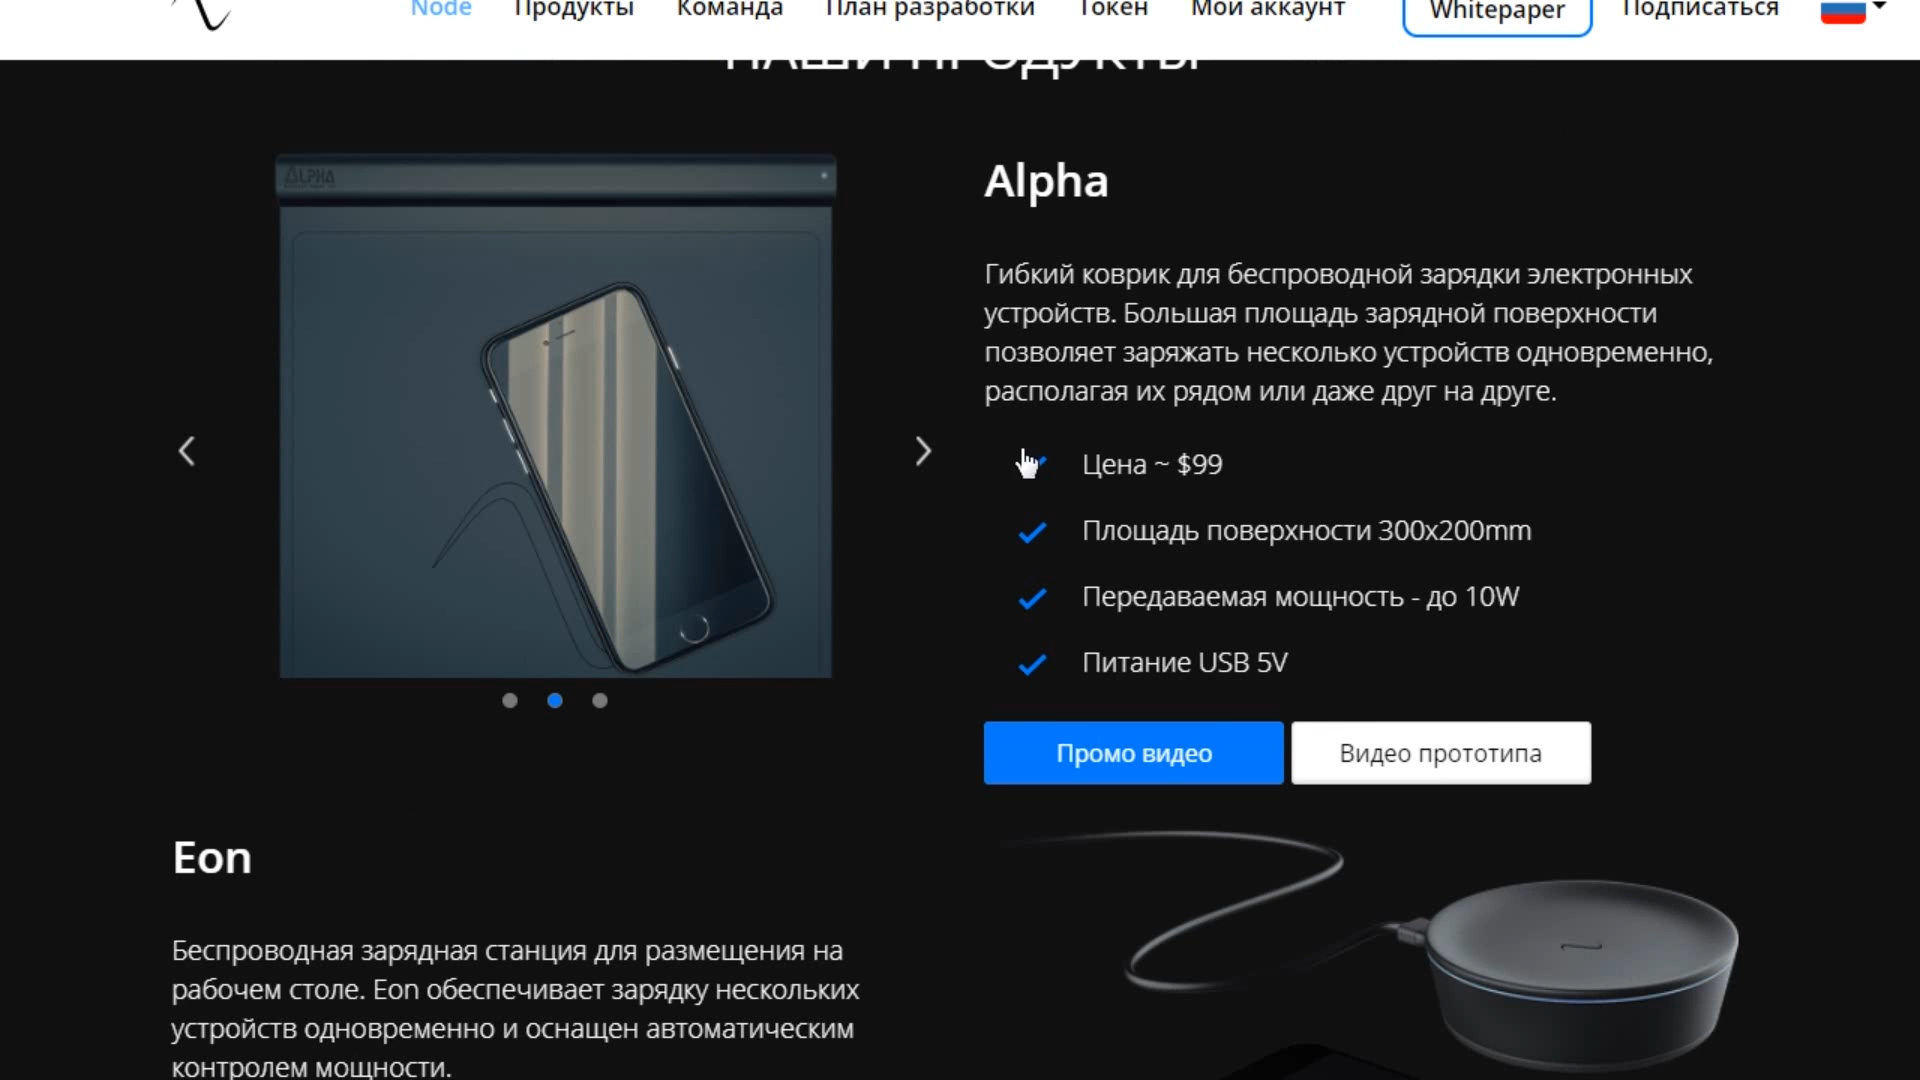 Node Продукты Команда План разработки Токен Мой аккаунт Whitepaper Подписаться
НАШИ ПРОДУКТЫ
ALPHA
Alpha
Гибкий коврик для беспроводной зарядки электронных
устройств. Большая площадь зарядной поверхности
позволяет заряжать несколько устройств одновременно,
располагая их рядом или даже друг на друге.
Цена ~ $99
Площадь поверхности 300x200mm
Передаваемая мощность - до 10W
Питание USB 5V
Промо видео Видео прототипа
Eon
Беспроводная зарядная станция для размещения на
рабочем столе. Eon обеспечивает зарядку нескольких
устройств одновременно и оснащен автоматическим
контролем мощности.